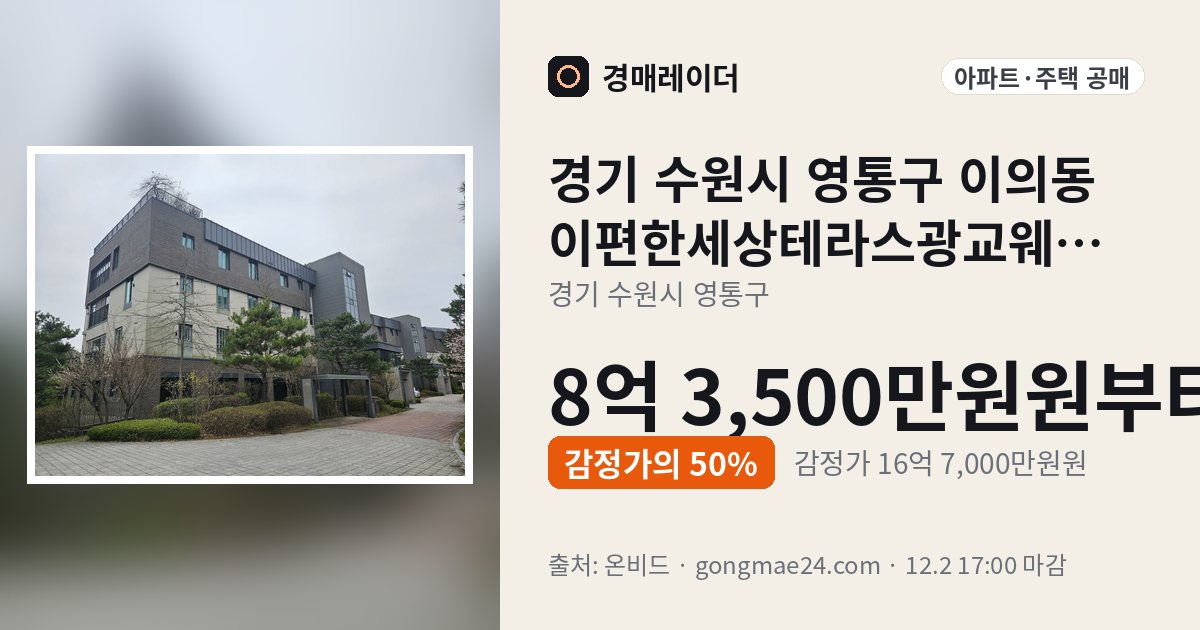 경매레이더
아파트·주택 공매
경기 수원시 영통구 이의동
이편한세상테라스광교웨…
경기 수원시 영통구
8억 3,500만원원부터
감정가의 50%
감정가 16억 7,000만원원
출처: 온비드 · gongmae24.com · 12.2 17:00 마감